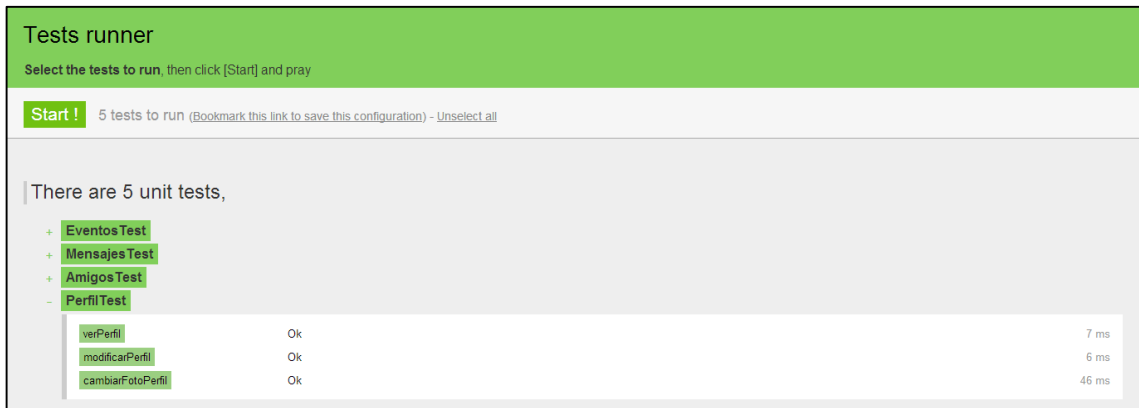 Tests runner
Select the tests to run, then click [Start] and pray
Start ! 5 tests to run (Bookmark this link to save this configuration) - Unselect all
There are 5 unit tests,
+ EventosTest
+ MensajesTest
+ AmigosTest
- PerfilTest
verPerfil Ok 7 ms
modificarPerfil Ok 6 ms
cambiarFotoPerfil Ok 46 ms